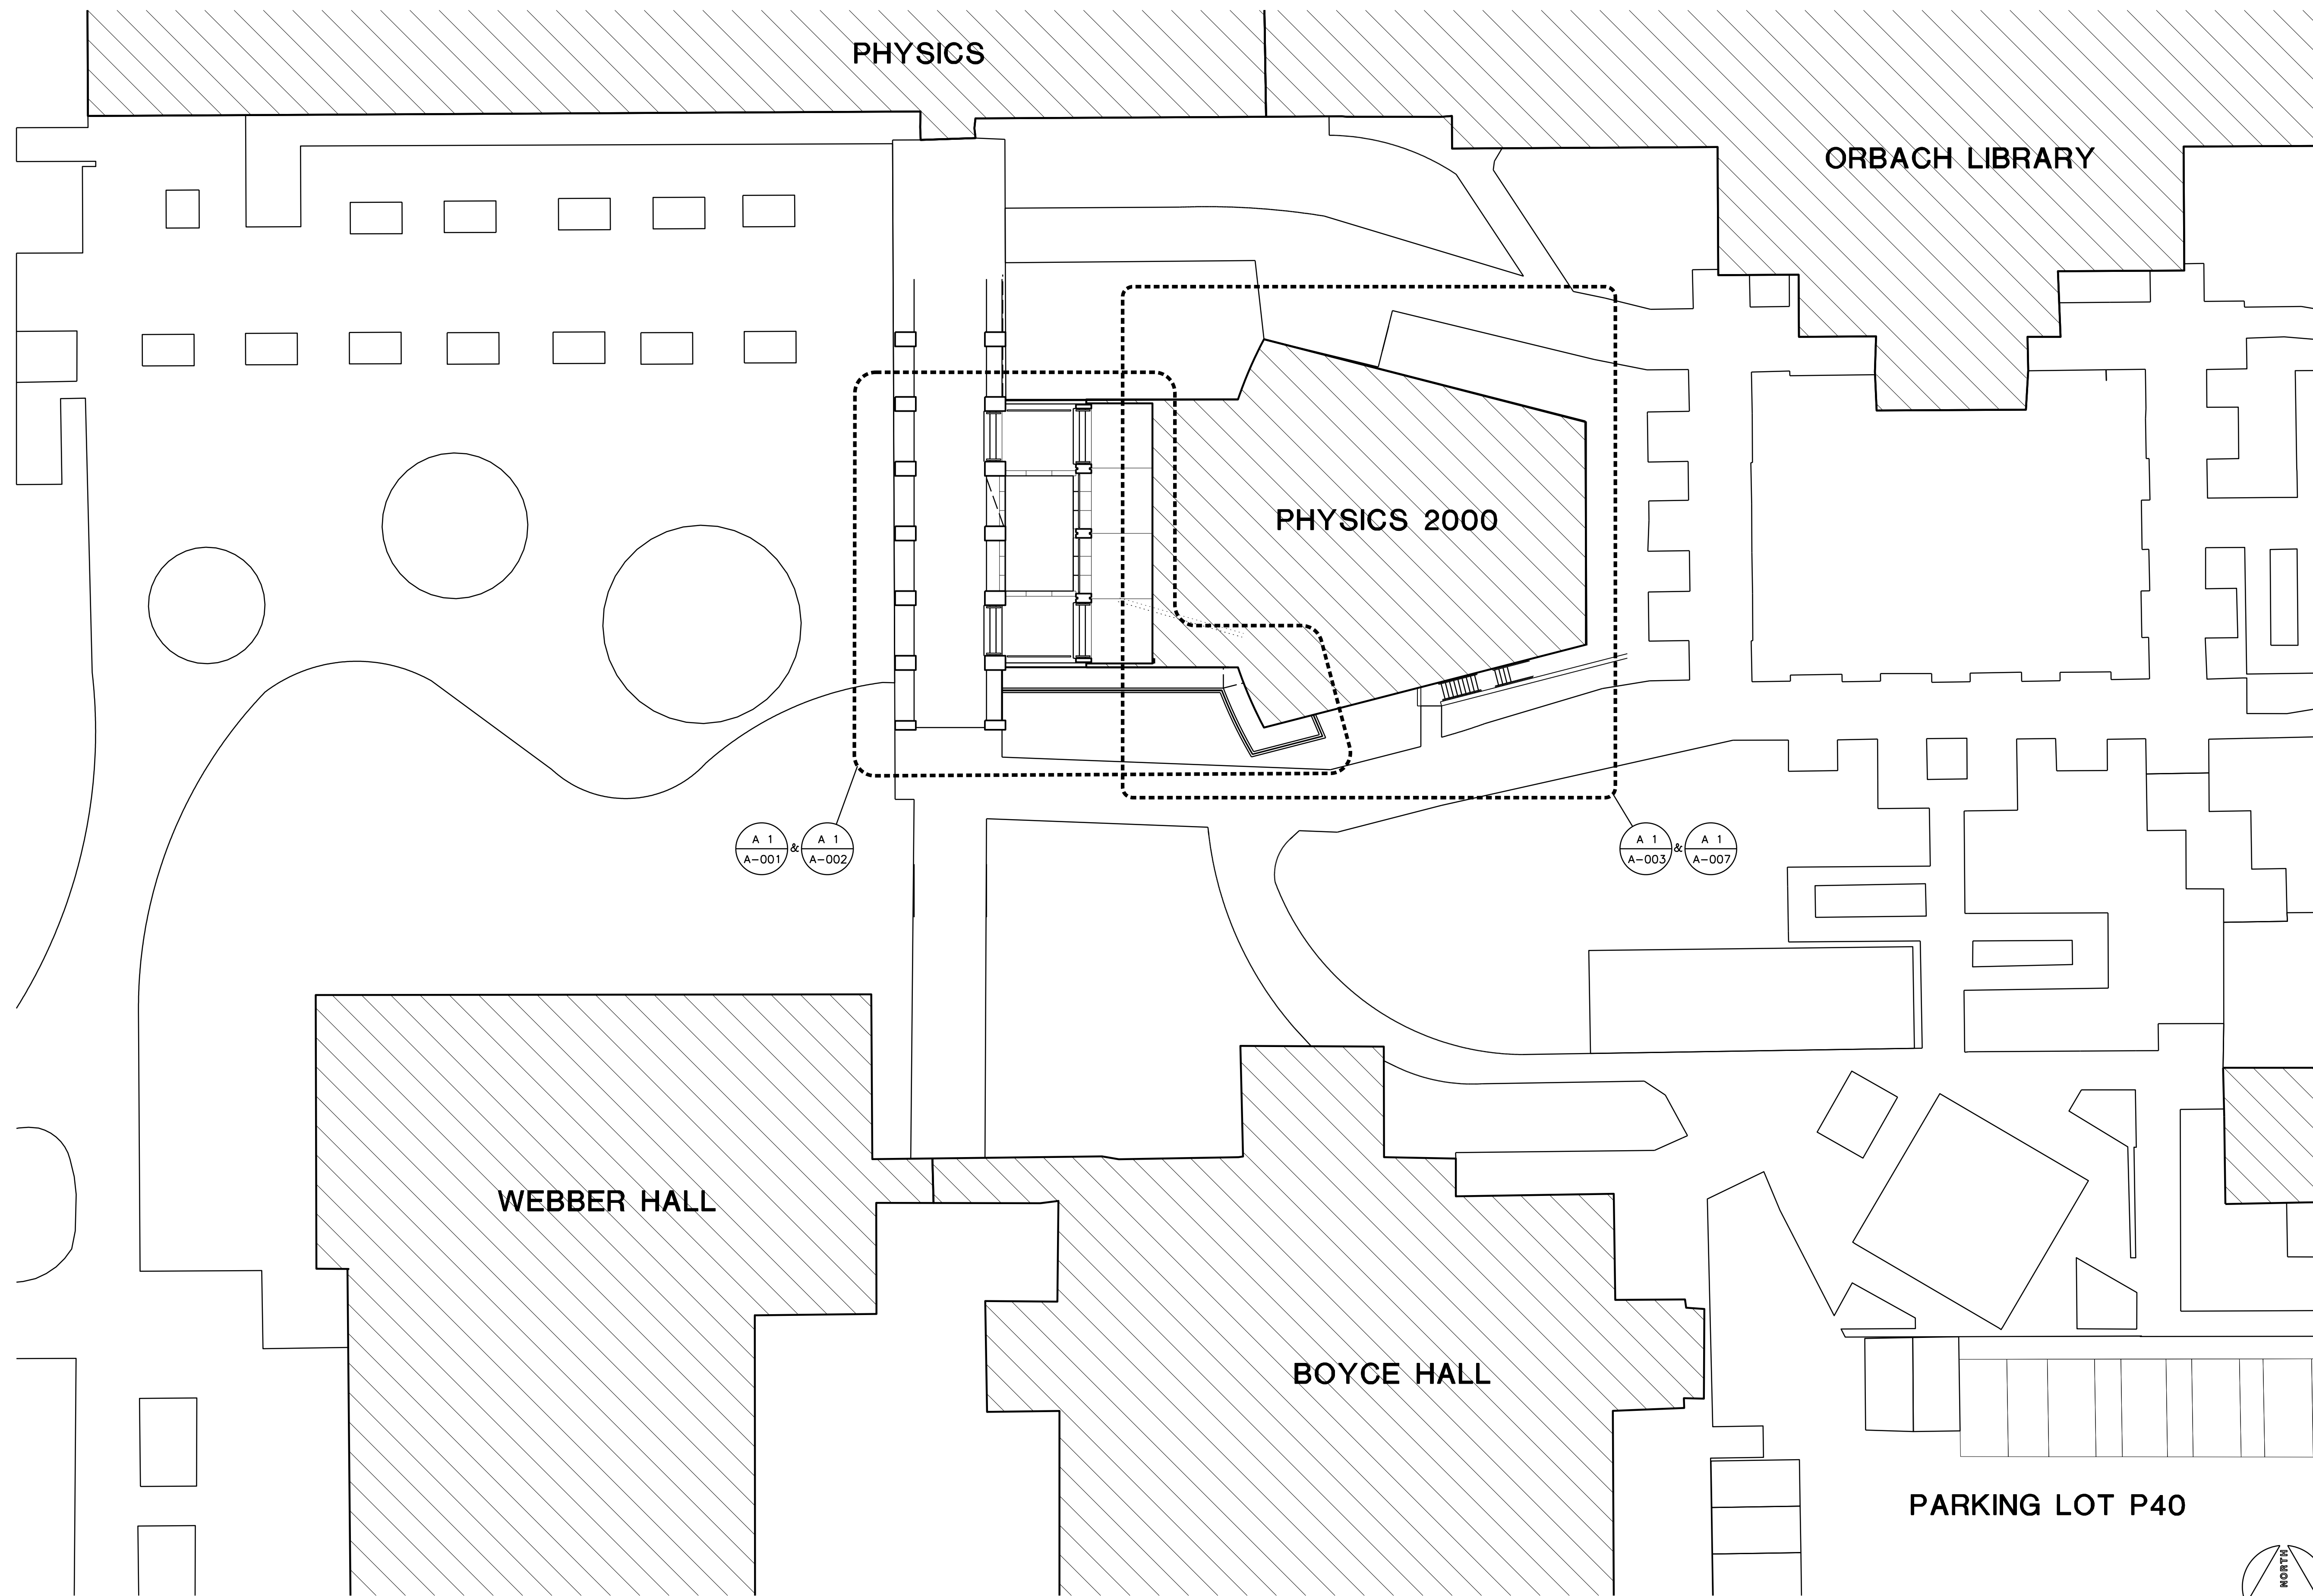 PHYSICS
ORBACH LIBRARY
PHYSICS 2000
A 1
A-001
&
A 1
A-002
A 1
A-003
&
A 1
A-007
WEBBER HALL
BOYCE HALL
PARKING LOT P40
NORTH